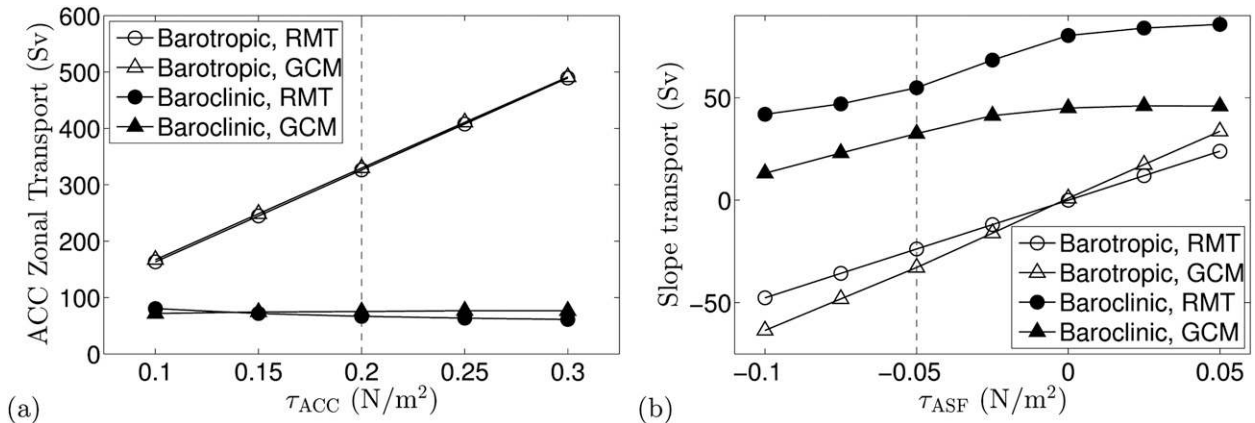 600
500
400
300
200
100
0
ACC Zonal Transport (Sv)
Barotropic, RMT
Barotropic, GCM
Baroclinic, RMT
Baroclinic, GCM
0.1 0.15 0.2 0.25 0.3
τ_ACC (N/m²)
(a)
50
0
−50
Slope transport (Sv)
Barotropic, RMT
Barotropic, GCM
Baroclinic, RMT
Baroclinic, GCM
−0.1 −0.05 0 0.05
τ_ASF (N/m²)
(b)